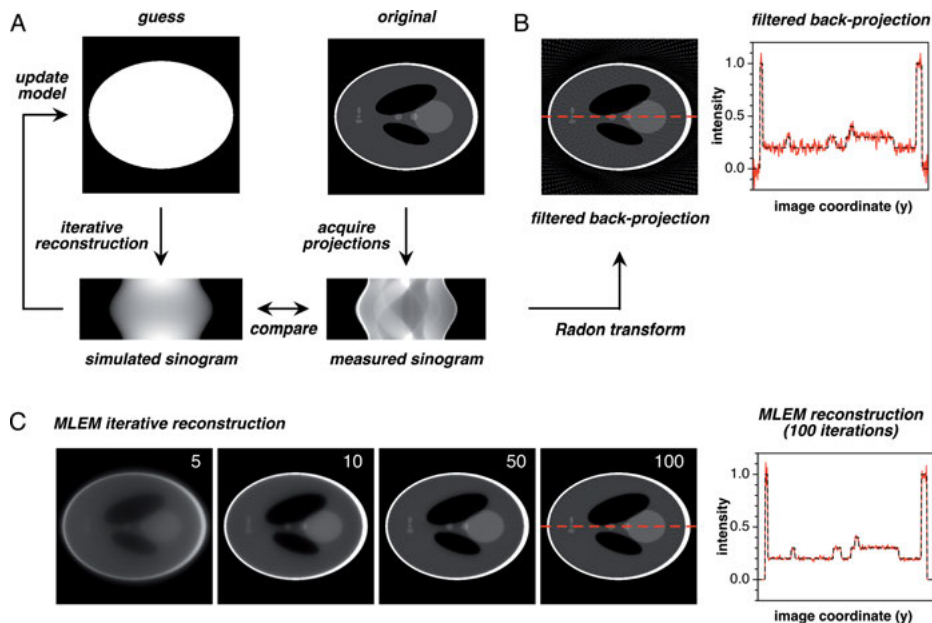 A
guess
original
update
model
iterative
reconstruction
acquire
projections
compare
simulated sinogram
measured sinogram
B
filtered back-projection
Radon transform
filtered back-projection
intensity
1.0
0.5
0.0
image coordinate (y)
C
MLEM iterative reconstruction
5
10
50
100
MLEM reconstruction
(100 iterations)
intensity
1.0
0.5
0.0
image coordinate (y)